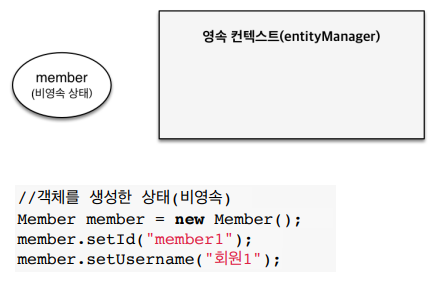 영속 컨텍스트(entityManager)
member
(비영속 상태)
//객체를 생성한 상태(비영속)
Member member = new Member();
member.setId("member1");
member.setUsername("회원1");